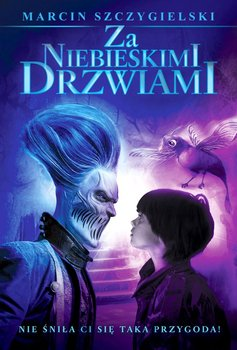 MARCIN SZCZYGIELSKI
Za
NIEBIESKIMI
DRZWIAMI
NIE ŚNIŁA CI SIĘ TAKA PRZYGODA!